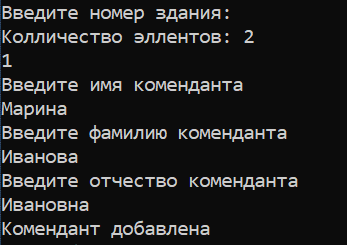 Введите номер здания:
Колличество эллентов: 2
1
Введите имя коменданта
Марина
Введите фамилию коменданта
Иванова
Введите отчество коменданта
Ивановна
Комендант добавлена